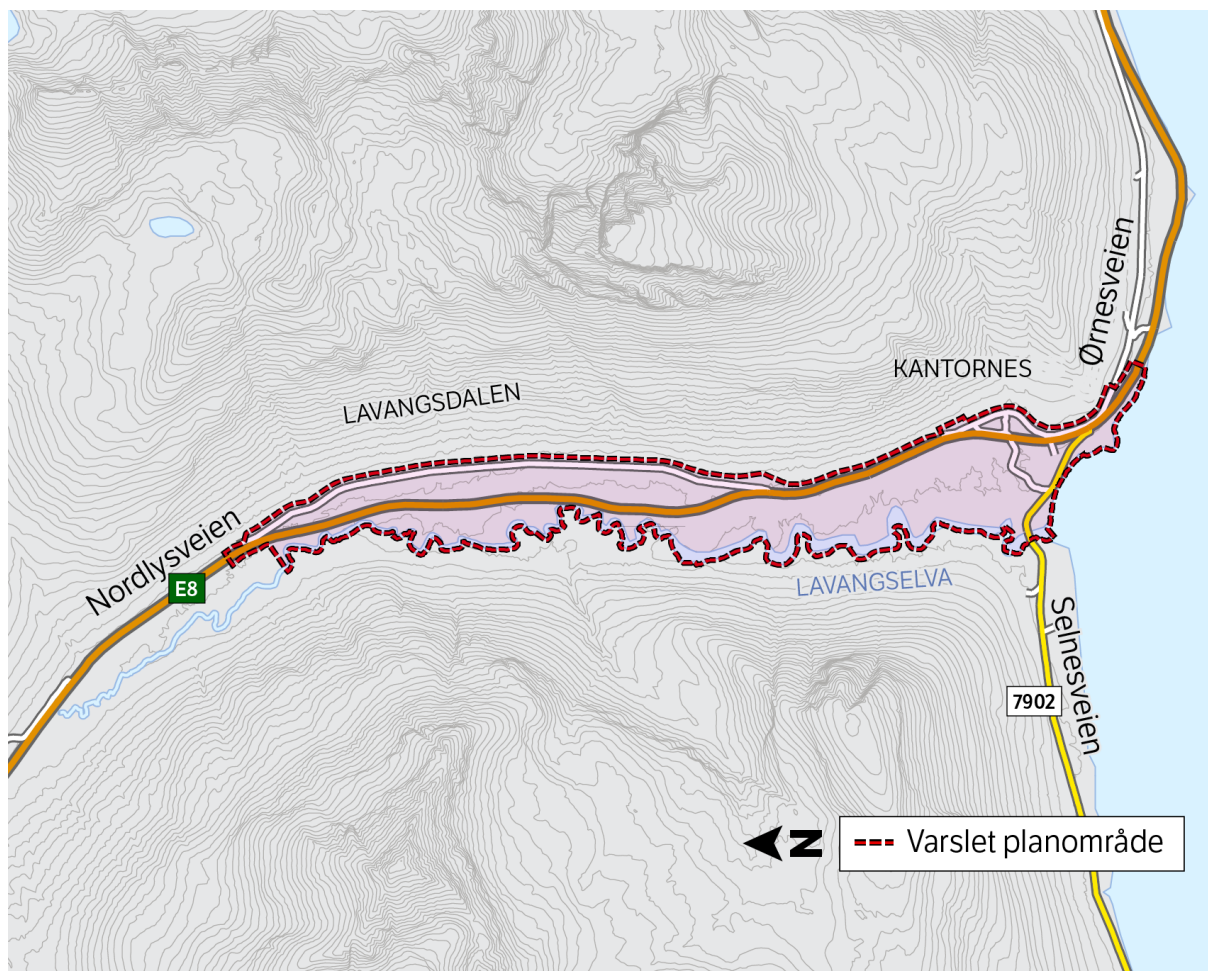 Ørnesveien
KANTORNES
LAVANGSDALEN
Nordlysveien
E8
LAVANGSELVA
Selnesveien
7902
N
Varslet planområde